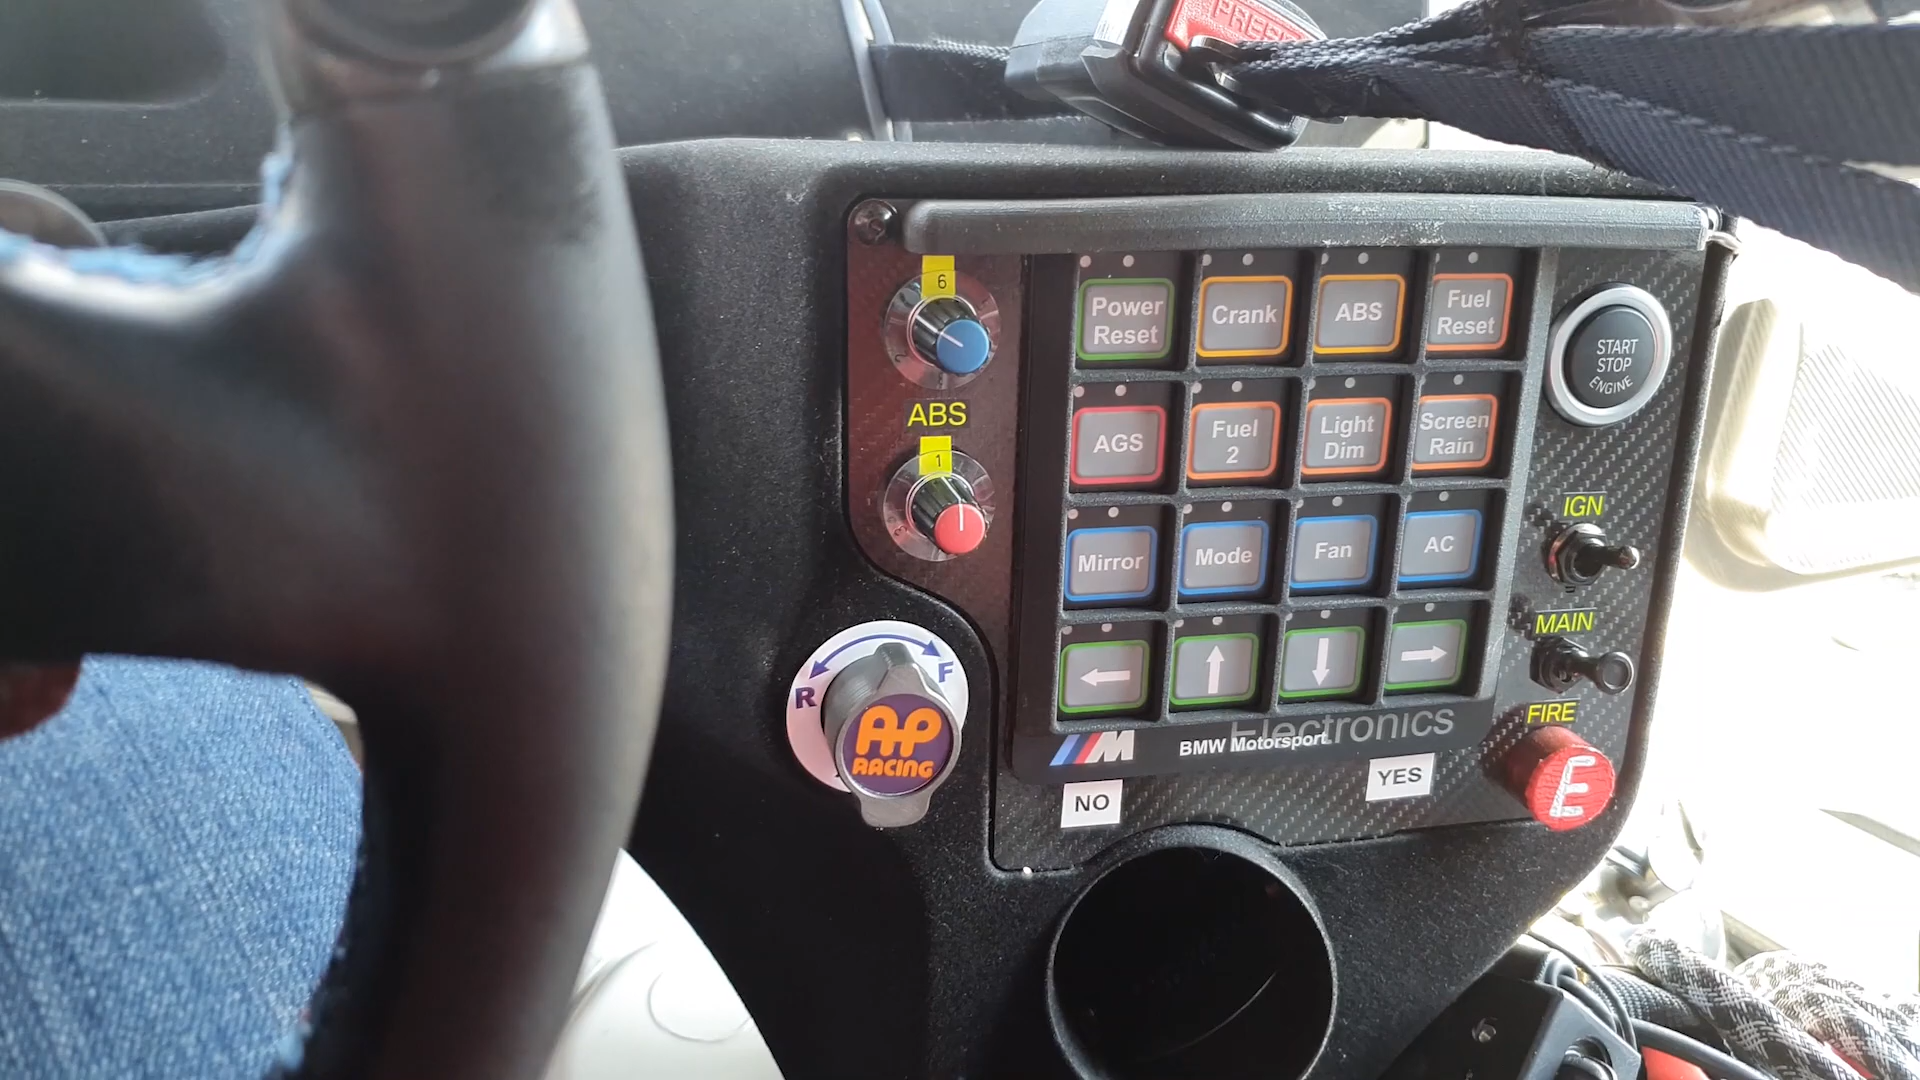 PRESS
6
Power
Reset
Crank
ABS
Fuel
Reset
START
STOP
ENGINE
ABS
1
AGS
Fuel
2
Light
Dim
Screen
Rain
IGN
Mirror
Mode
Fan
AC
MAIN
R
F
AP
RACING
FIRE
Electronics
M
BMW Motorsport
NO
YES
E